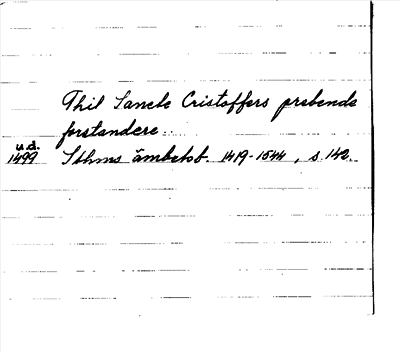 Thil Sancte Cristoffers prebende
forstandere ..
u.d.
1499 Sthms ämbetsb. 1419-1544, s. 142.